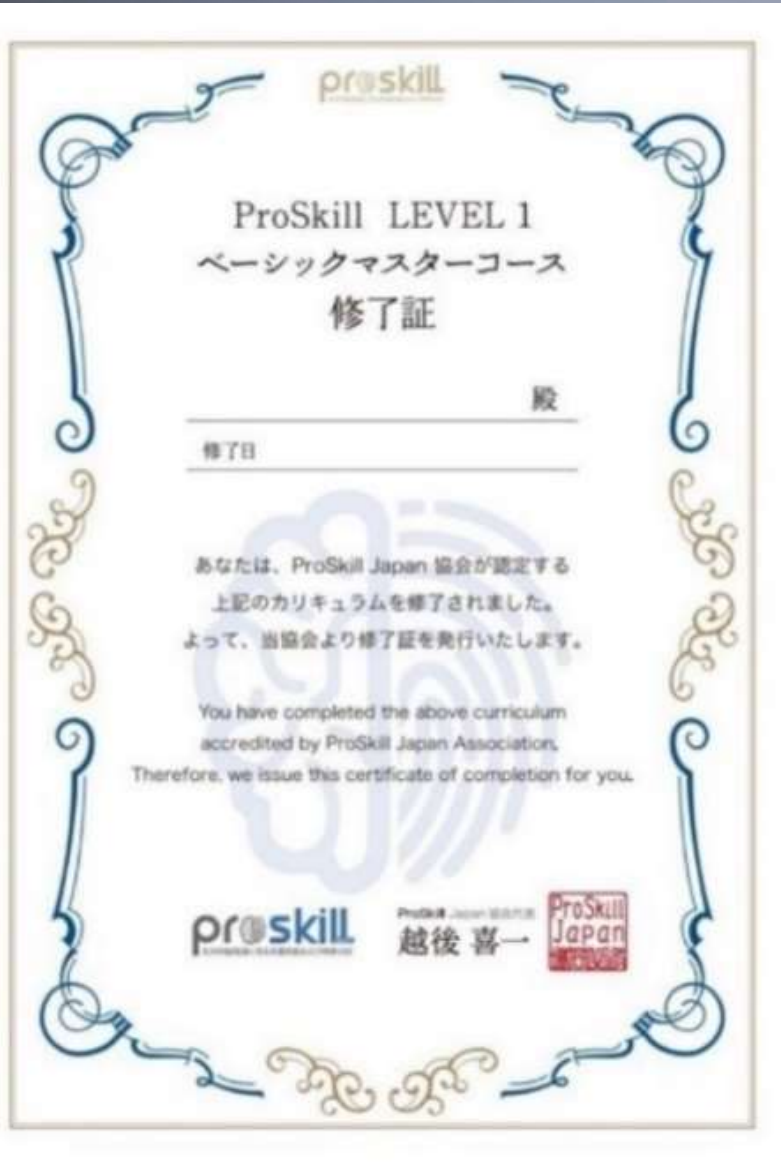 proskill
ProSkill LEVEL 1
ベーシックマスターコース
修了証
殿
修了日
あなたは、ProSkill Japan 協会が認定する
上記のカリキュラムを修了されました。
よって、当協会より修了証を発行いたします。
You have completed the above curriculum
accredited by ProSkill Japan Association.
Therefore, we issue this certificate of completion for you.
proskill
ProSkill Japan 協会代表
越後 喜一
ProSkill
Japan